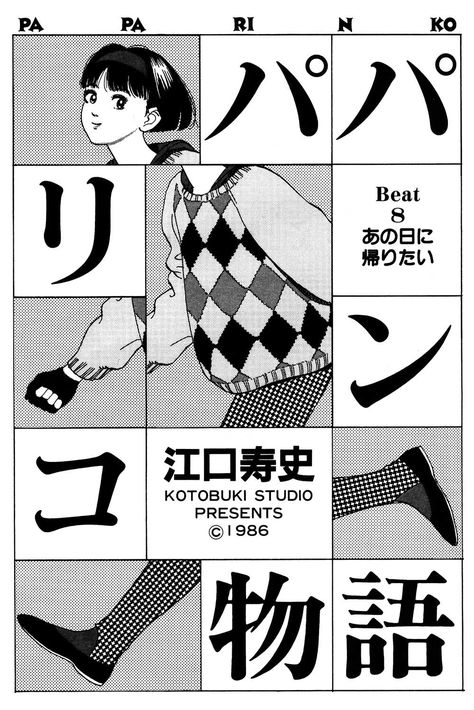 PA PA RI N KO
パパ
リン
コ
物語
Beat
8
あの日に
帰りたい
江口寿史
KOTOBUKI STUDIO
PRESENTS
©1986